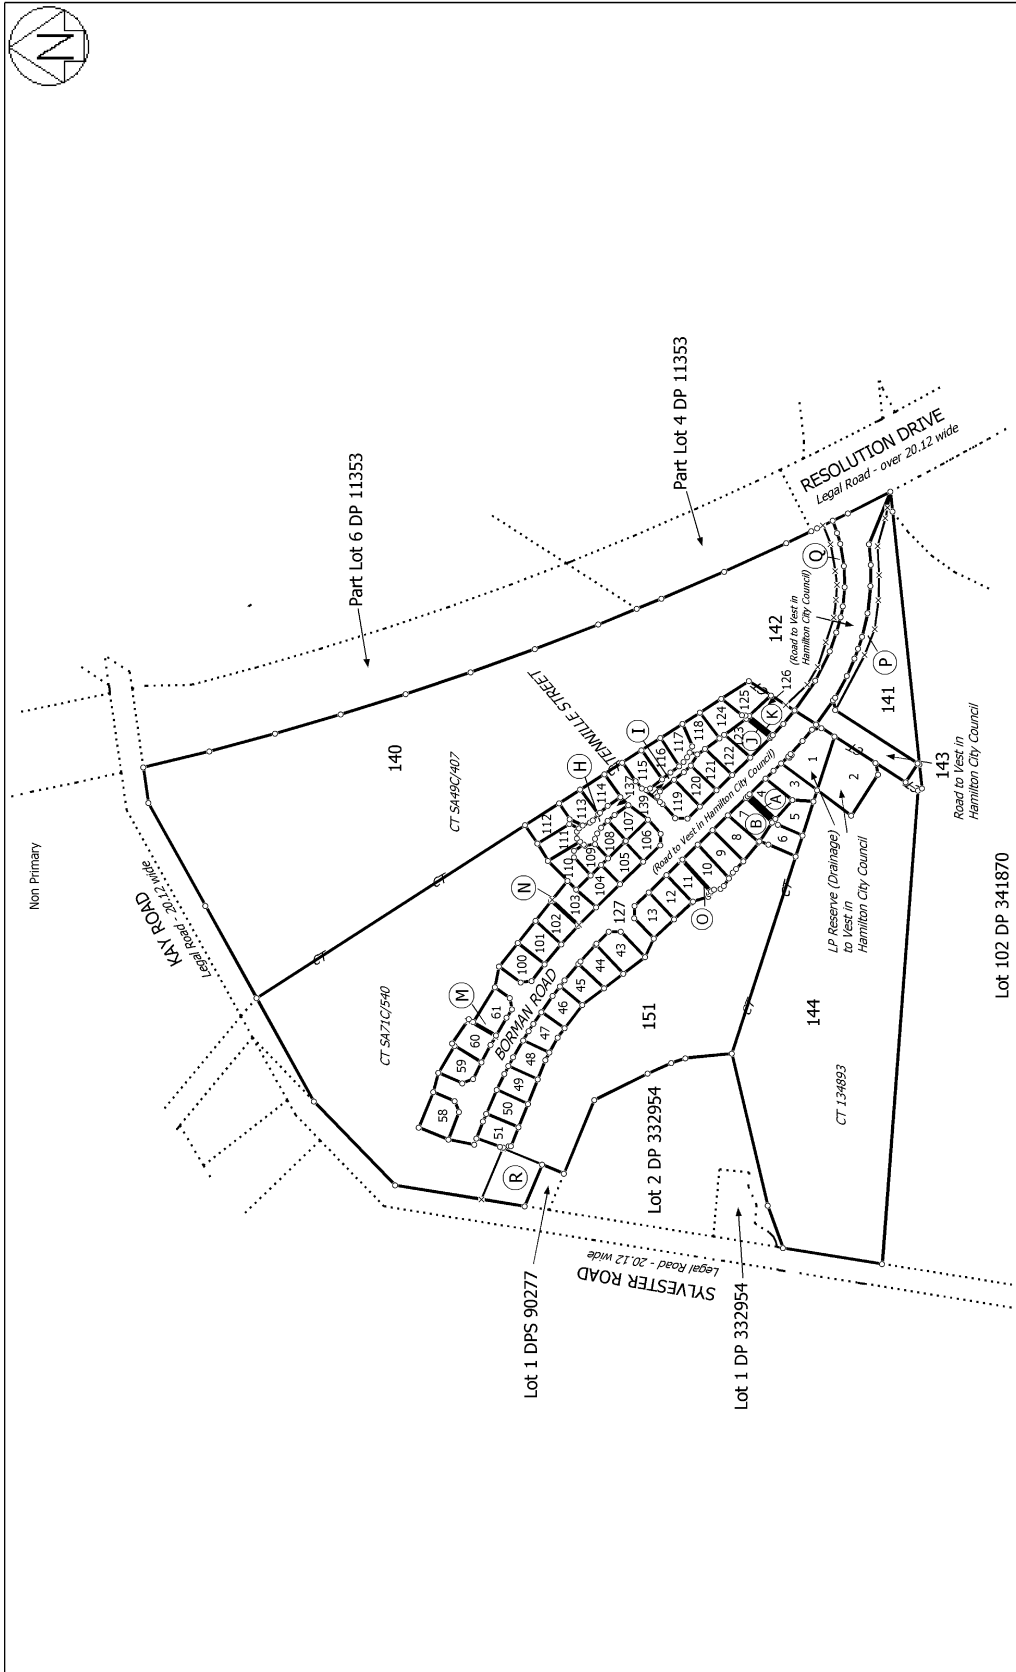 N
Non Primary
KAY ROAD
Legal Road - 20.12 wide
140
CT SA49C/407
Part Lot 6 DP 11353
Part Lot 4 DP 11353
RESOLUTION DRIVE
Legal Road - over 20.12 wide
TENNILLE STREET
CT SA71C/540
Q
142
(Road to Vest in
Hamilton City Council)
P
141
143
Road to Vest in
Hamilton City Council
126
K
J
I
H
N
M
O
A
B
R
125
124
123
122
121
120
119
118
117
116
115
139
137
114
113
112
111
110
109
108
107
106
105
104
103
102
101
100
(Road to Vest in Hamilton City Council)
127
BORMAN ROAD
1
2
3
4
5
6
7
8
9
10
11
12
13
43
44
45
46
47
48
49
50
51
58
59
60
61
LP Reserve (Drainage)
to Vest in
Hamilton City Council
151
144
CT 134893
Lot 2 DP 332954
Lot 1 DPS 90277
Lot 1 DP 332954
SYLVESTER ROAD
Legal Road - 20.12 wide
Lot 102 DP 341870